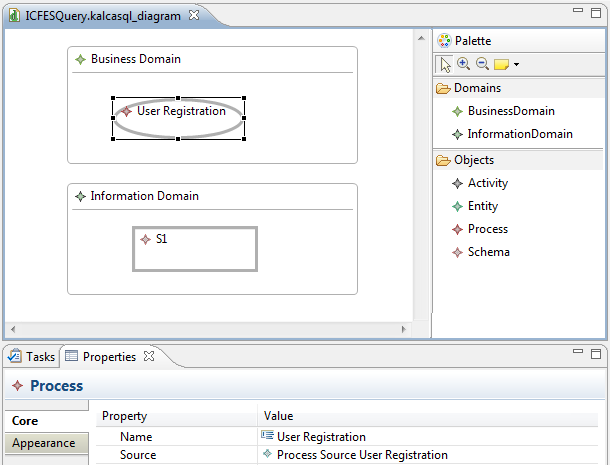 ICFESQuery.kalcasql_diagram
Business Domain
User Registration
Information Domain
S1
Palette
Domains
BusinessDomain
InformationDomain
Objects
Activity
Entity
Process
Schema
Tasks Properties
Process
Core
Appearance
Property Value
Name User Registration
Source Process Source User Registration